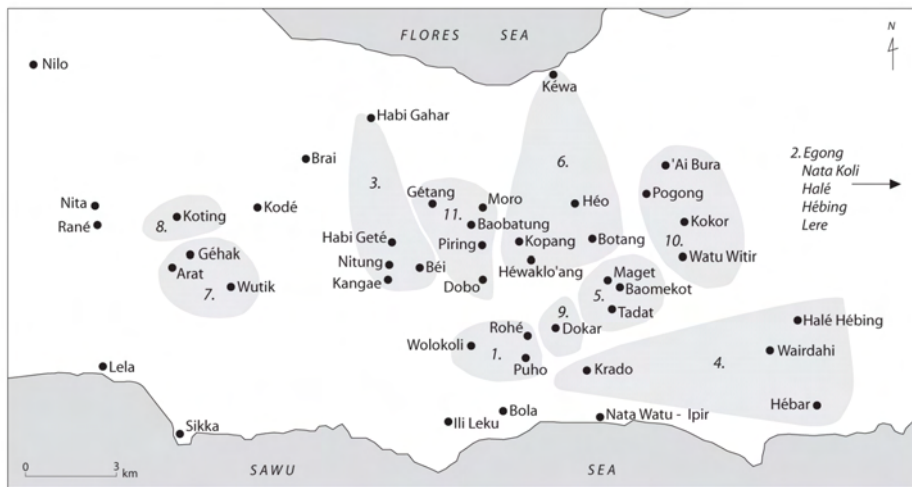 FLORES SEA
N
Nilo
Kéwa
Habi Gahar
Brai
3.
6.
'Ai Bura
2. Egong
Nata Koli
Halé
Hébing
Lere
Pogong
Nita
Rané
Koting
8.
Kodé
Gétang
Moro
11.
Baobatung
Héo
Kokor
10.
Habi Geté
Piring
Kopang
Botang
Watu Witir
Géhak
Arat
Nitung
Béi
Héwaklo'ang
7.
Wutik
Kangae
Dobo
Maget
5.
Baomekot
Tadat
9.
Dokar
Rohé
Wolokoli
1.
Puho
Halé Hébing
Wairdahi
4.
Krado
Lela
Hébar
Bola
Ili Leku
Nata Watu - Ipir
Sikka
0 3
km
SAWU SEA